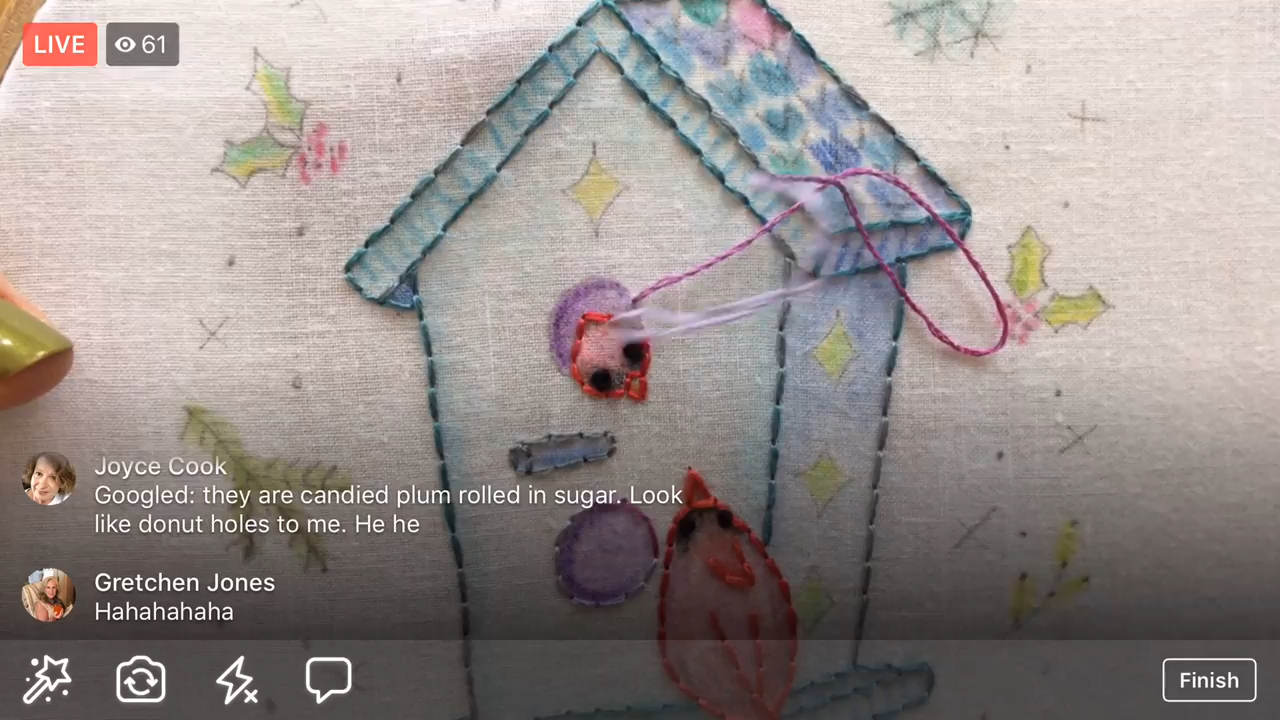 LIVE 61
Joyce Cook
Googled: they are candied plum rolled in sugar. Look
like donut holes to me. He he
Gretchen Jones
Hahahahaha
Finish